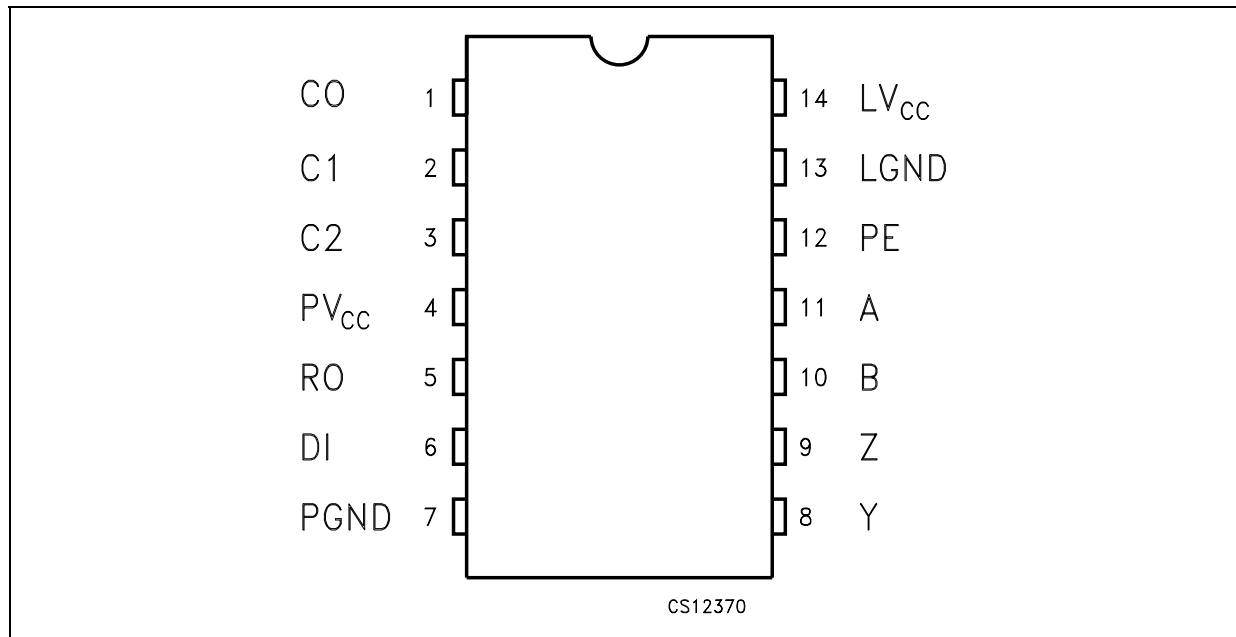 CO 1 14 LVCC
C1 2 13 LGND
C2 3 12 PE
PVCC 4 11 A
RO 5 10 B
DI 6 9 Z
PGND 7 8 Y
CS12370